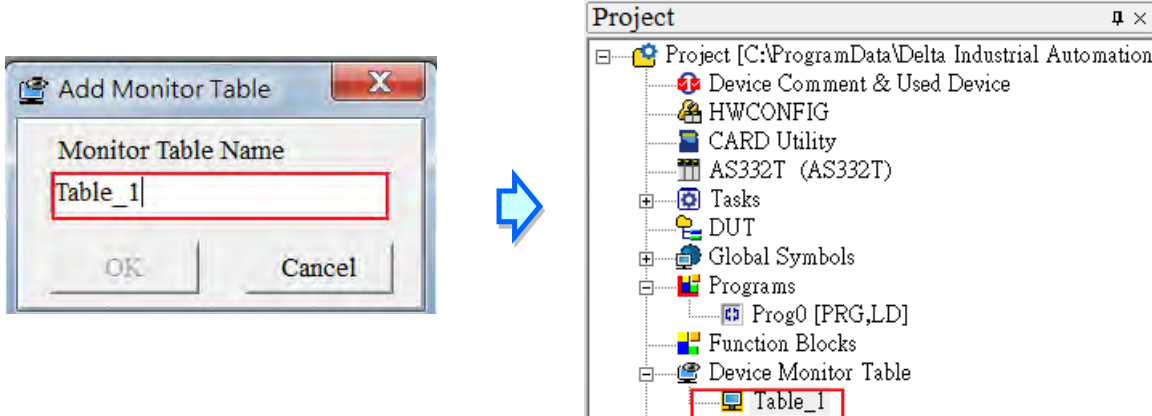 Add Monitor Table
Monitor Table Name
Table_1
OK
Cancel
Project
Project [C:\ProgramData\Delta Industrial Automation
Device Comment & Used Device
HWCONFIG
CARD Utility
AS332T (AS332T)
Tasks
DUT
Global Symbols
Programs
Prog0 [PRG,LD]
Function Blocks
Device Monitor Table
Table_1